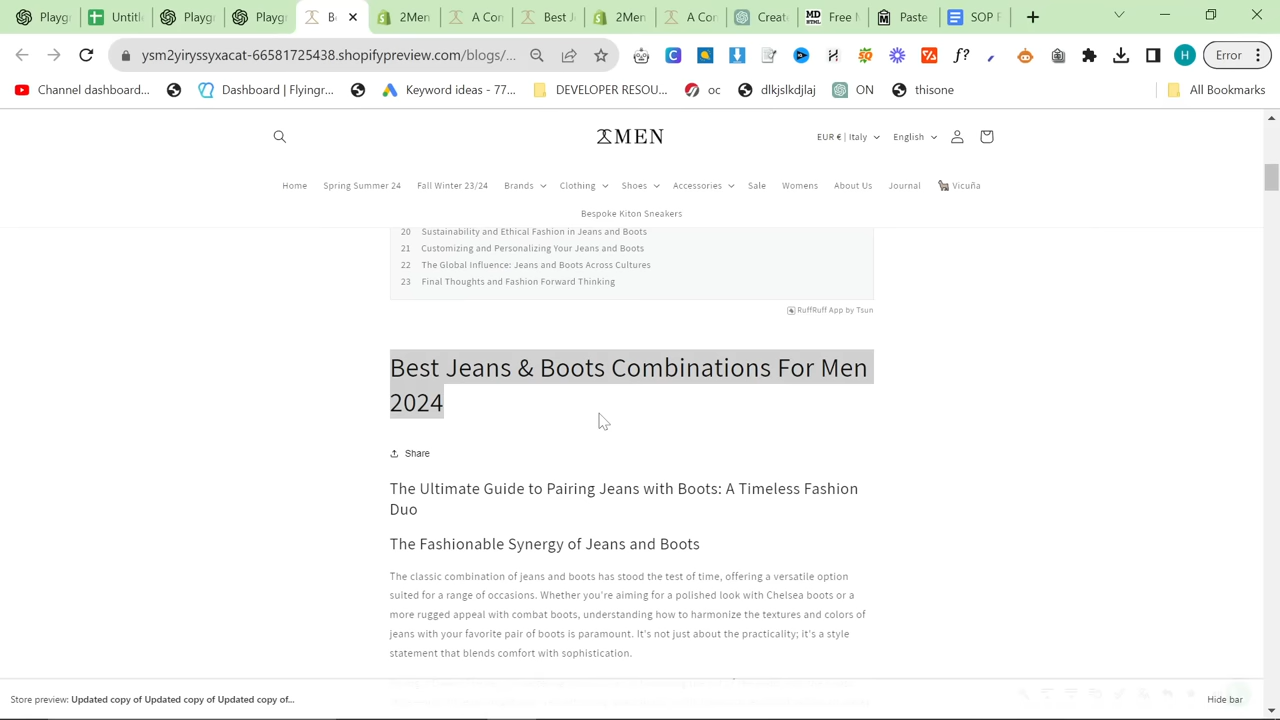 Playg
Untitl
Playg
Playg
Be
2Men
A Con
Best J
2Men
A Con
Creat
Free M
Paste
SOP F
ysm2yiryssyxacat-66581725438.shopifypreview.com/blogs/...
Error
Channel dashboard...
Dashboard | Flyingr...
Keyword ideas - 77...
DEVELOPER RESOU...
oc
dlkjslkdjlaj
ON
thisone
All Bookmarks
MEN
EUR € | Italy
English
Home
Spring Summer 24
Fall Winter 23/24
Brands
Clothing
Shoes
Accessories
Sale
Womens
About Us
Journal
Vicuña
Bespoke Kiton Sneakers
20 Sustainability and Ethical Fashion in Jeans and Boots
21 Customizing and Personalizing Your Jeans and Boots
22 The Global Influence: Jeans and Boots Across Cultures
23 Final Thoughts and Fashion Forward Thinking
RuffRuff App by Tsun
Best Jeans & Boots Combinations For Men
2024
Share
The Ultimate Guide to Pairing Jeans with Boots: A Timeless Fashion
Duo
The Fashionable Synergy of Jeans and Boots
The classic combination of jeans and boots has stood the test of time, offering a versatile option
suited for a range of occasions. Whether you're aiming for a polished look with Chelsea boots or a
more rugged appeal with combat boots, understanding how to harmonize the textures and colors of
jeans with your favorite pair of boots is paramount. It's not just about the practicality; it's a style
statement that blends comfort with sophistication.
Store preview: Updated copy of Updated copy of Updated copy of...
Hide bar